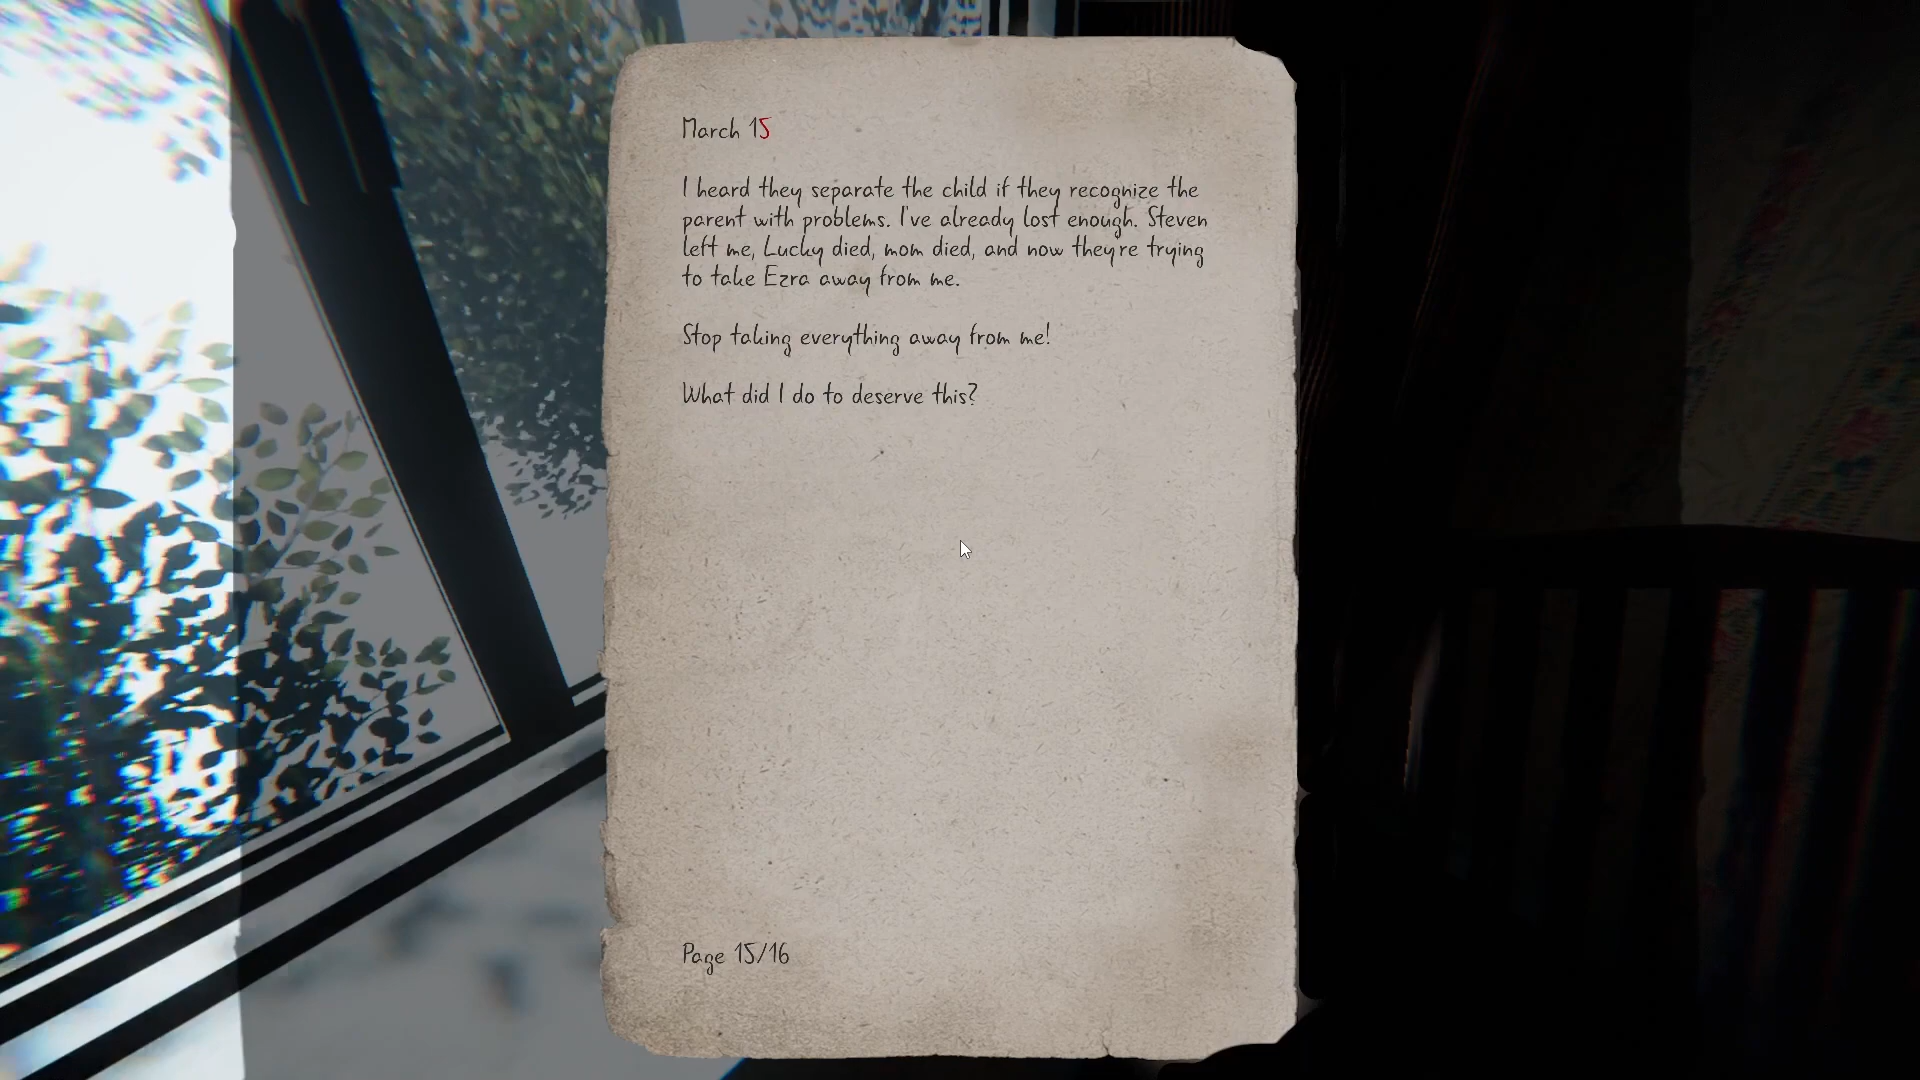 March 15
I heard they separate the child if they recognize the
parent with problems. I've already lost enough. Steven
left me, Lucky died, mom died, and now they're trying
to take Ezra away from me.
Stop taking everything away from me!
What did I do to deserve this?
Page 15/16